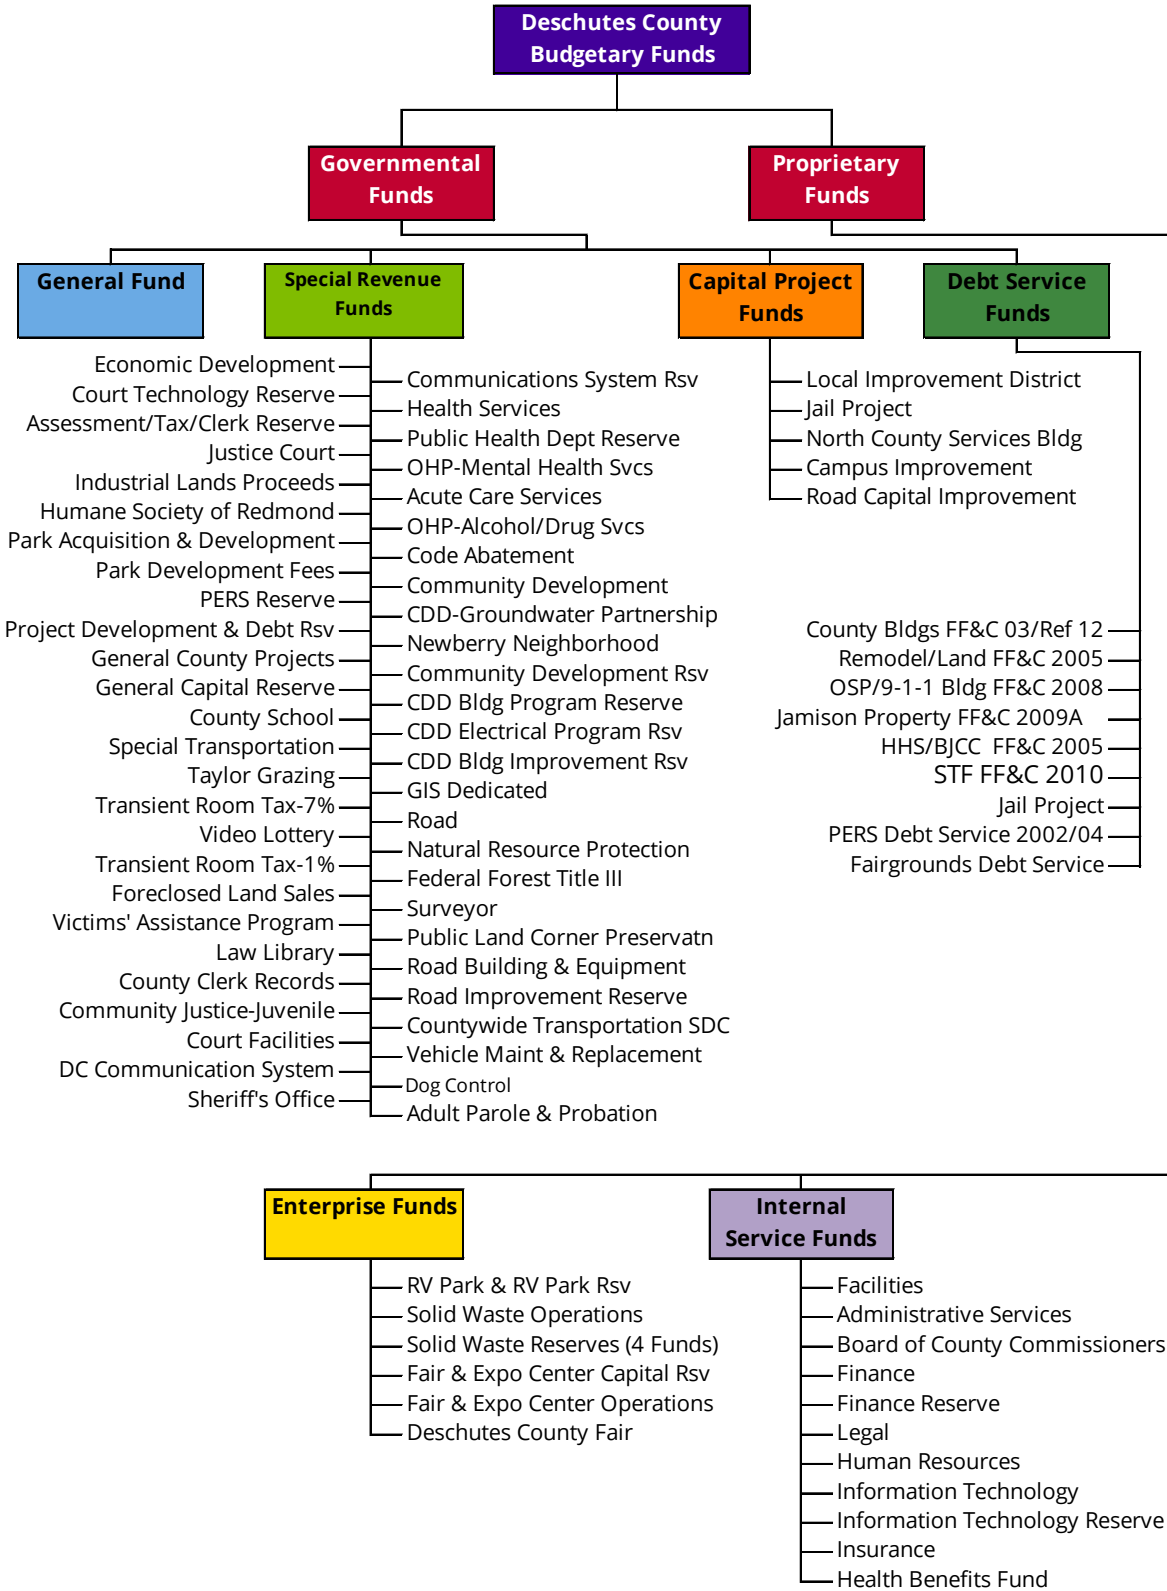 Deschutes County
Budgetary Funds
Governmental
Funds
Proprietary
Funds
General Fund
Special Revenue
Funds
Capital Project
Funds
Debt Service
Funds
Economic Development
Court Technology Reserve
Assessment/Tax/Clerk Reserve
Justice Court
Industrial Lands Proceeds
Humane Society of Redmond
Park Acquisition & Development
Park Development Fees
PERS Reserve
Project Development & Debt Rsv
General County Projects
General Capital Reserve
County School
Special Transportation
Taylor Grazing
Transient Room Tax-7%
Video Lottery
Transient Room Tax-1%
Foreclosed Land Sales
Victims' Assistance Program
Law Library
County Clerk Records
Community Justice-Juvenile
Court Facilities
DC Communication System
Sheriff's Office
Communications System Rsv
Health Services
Public Health Dept Reserve
OHP-Mental Health Svcs
Acute Care Services
OHP-Alcohol/Drug Svcs
Code Abatement
Community Development
CDD-Groundwater Partnership
Newberry Neighborhood
Community Development Rsv
CDD Bldg Program Reserve
CDD Electrical Program Rsv
CDD Bldg Improvement Rsv
GIS Dedicated
Road
Natural Resource Protection
Federal Forest Title III
Surveyor
Public Land Corner Preservatn
Road Building & Equipment
Road Improvement Reserve
Countywide Transportation SDC
Vehicle Maint & Replacement
Dog Control
Adult Parole & Probation
Local Improvement District
Jail Project
North County Services Bldg
Campus Improvement
Road Capital Improvement
County Bldgs FF&C 03/Ref 12
Remodel/Land FF&C 2005
OSP/9-1-1 Bldg FF&C 2008
Jamison Property FF&C 2009A
HHS/BJCC FF&C 2005
STF FF&C 2010
Jail Project
PERS Debt Service 2002/04
Fairgrounds Debt Service
Enterprise Funds
Internal
Service Funds
RV Park & RV Park Rsv
Solid Waste Operations
Solid Waste Reserves (4 Funds)
Fair & Expo Center Capital Rsv
Fair & Expo Center Operations
Deschutes County Fair
Facilities
Administrative Services
Board of County Commissioners
Finance
Finance Reserve
Legal
Human Resources
Information Technology
Information Technology Reserve
Insurance
Health Benefits Fund